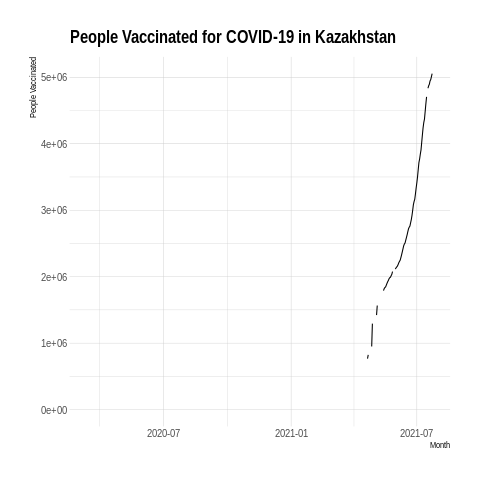 People Vaccinated for COVID-19 in Kazakhstan
People Vaccinated
5e+06
4e+06
3e+06
2e+06
1e+06
0e+00
2020-07 2021-01 2021-07
Month